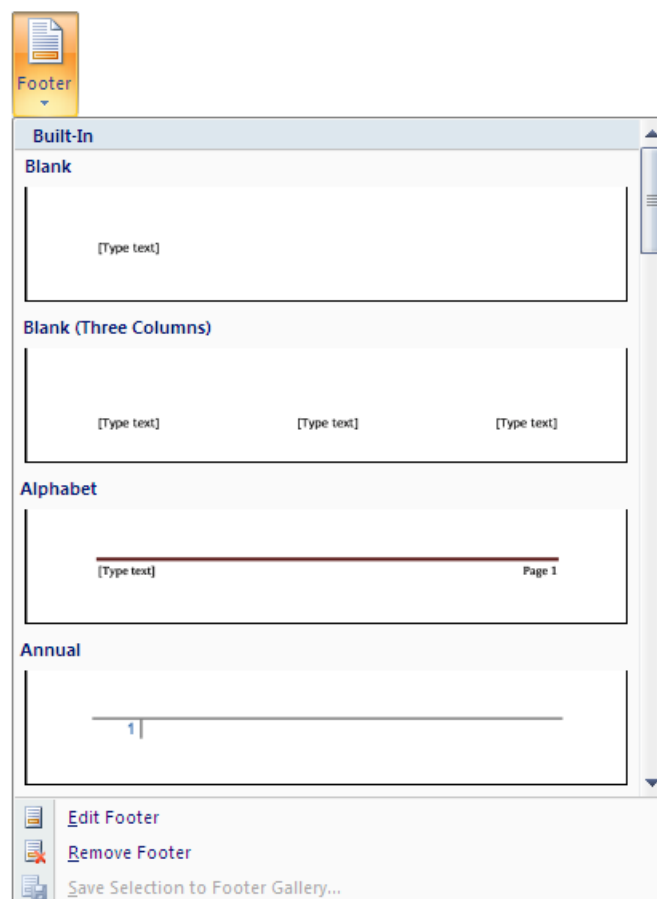 Footer
Built-In
Blank
[Type text]
Blank (Three Columns)
[Type text] [Type text] [Type text]
Alphabet
[Type text] Page 1
Annual
1
Edit Footer
Remove Footer
Save Selection to Footer Gallery...